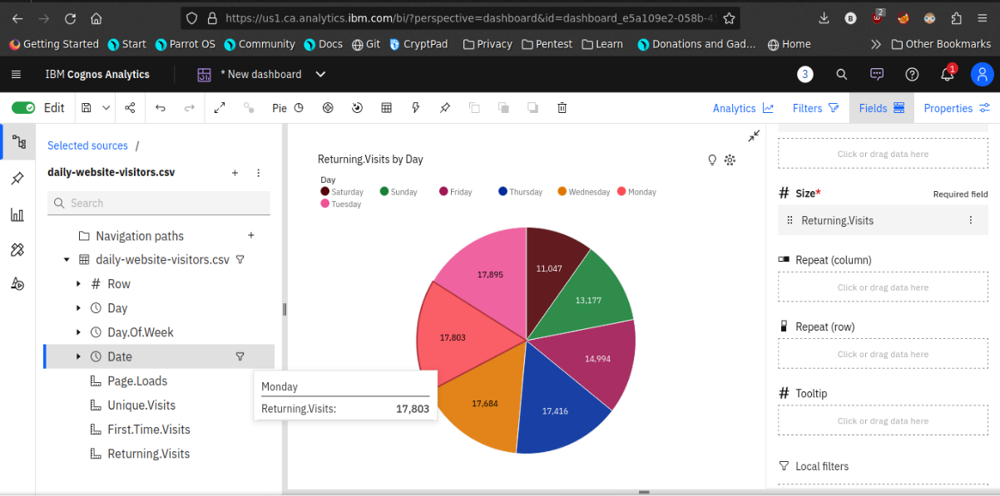 https://us1.ca.analytics.ibm.com/bi/?perspective=dashboard&id=dashboard_e5a109e2-058b-4
B
2
Getting Started Start Parrot OS Community Docs Git CryptPad Privacy Pentest Learn Donations and Gad... Home Other Bookmarks
IBM Cognos Analytics * New dashboard 3 1
Edit Pie Analytics Filters Fields Properties
Selected sources /
daily-website-visitors.csv
Search
Navigation paths
daily-website-visitors.csv
Row
Day
Day.Of.Week
Date
Page.Loads
Unique.Visits
First.Time.Visits
Returning.Visits
Returning.Visits by Day
Day
Saturday Sunday Friday Thursday Wednesday Monday
Tuesday
17,895
11,047
13,177
17,803
14,994
17,684
17,416
Monday
Returning.Visits: 17,803
Click or drag data here
# Size* Required field
Returning.Visits
Repeat (column)
Click or drag data here
Repeat (row)
Click or drag data here
# Tooltip
Click or drag data here
Local filters